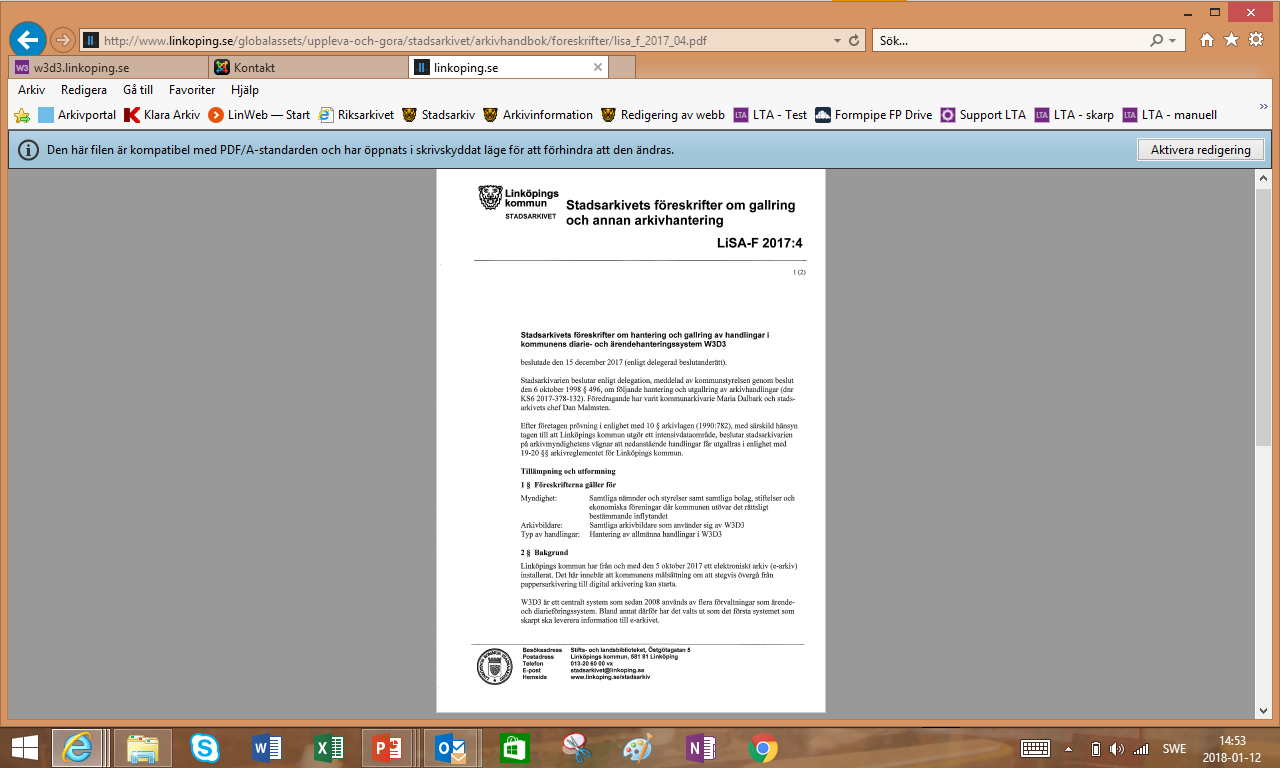 http://www.linkoping.se/globalassets/uppleva-och-gora/stadsarkivet/arkivhandbok/foreskrifter/lisa_f_2017_04.pdf
Sök...
w3d3.linkoping.se
Kontakt
linkoping.se
Arkiv Redigera Gå till Favoriter Hjälp
Arkivportal Klara Arkiv LinWeb — Start Riksarkivet Stadsarkiv Arkivinformation Redigering av webb LTA - Test Formpipe FP Drive Support LTA LTA - skarp LTA - manuell
Den här filen är kompatibel med PDF/A-standarden och har öppnats i skrivskyddat läge för att förhindra att den ändras.
Aktivera redigering
Linköpings
kommun
STADSARKIVET
Stadsarkivets föreskrifter om gallring
och annan arkivhantering
LiSA-F 2017:4
1 (2)
Stadsarkivets föreskrifter om hantering och gallring av handlingar i
kommunens diarie- och ärendehanteringssystem W3D3
beslutade den 15 december 2017 (enligt delegerad beslutanderätt).
Stadsarkivarien beslutar enligt delegation, meddelad av kommunstyrelsen genom beslut
den 6 oktober 1998 § 496, om följande hantering och utgallring av arkivhandlingar (dnr
KS6 2017-378-132). Föredragande har varit kommunarkivarie Maria Dalbark och stads-
arkivets chef Dan Malmsten.
Efter företagen prövning i enlighet med 10 § arkivlagen (1990:782), med särskild hänsyn
tagen till att Linköpings kommun utgör ett intensivdataområde, beslutar stadsarkivarien
på arkivmyndighetens vägnar att nedanstående handlingar får utgallras i enlighet med
19-20 §§ arkivreglementet för Linköpings kommun.
Tillämpning och utformning
1 § Föreskrifterna gäller för
Myndighet: Samtliga nämnder och styrelser samt samtliga bolag, stiftelser och
ekonomiska föreningar där kommunen utövar det rättsligt
bestämmande inflytandet
Arkivbildare: Samtliga arkivbildare som använder sig av W3D3
Typ av handlingar: Hantering av allmänna handlingar i W3D3
2 § Bakgrund
Linköpings kommun har från och med den 5 oktober 2017 ett elektroniskt arkiv (e-arkiv)
installerat. Det här innebär att kommunens målsättning om att stegvis övergå från
pappersarkivering till digital arkivering kan starta.
W3D3 är ett centralt system som sedan 2008 används av flera förvaltningar som ärende-
och diarieföringssystem. Bland annat därför har det valts ut som det första systemet som
skarpt ska leverera information till e-arkivet.
Besöksadress Stifts- och landsbiblioteket, Östgötagatan 5
Postadress Linköpings kommun, 581 81 Linköping
Telefon 013-20 60 00 vx
E-post stadsarkivet@linkoping.se
Hemsida www.linkoping.se/stadsarkiv
SWE
14:53
2018-01-12